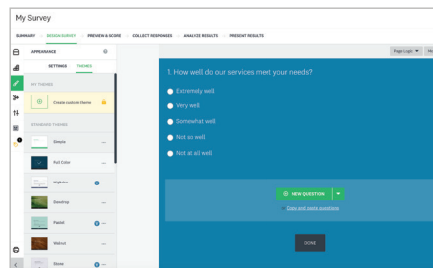 My Survey
SUMMARY DESIGN SURVEY PREVIEW & SCORE COLLECT RESPONSES ANALYZE RESULTS PRESENT RESULTS
APPEARANCE
Page Logic
SETTINGS THEMES
1. How well do our services meet your needs?
MY THEMES
Extremely well
Create custom theme
Very well
STANDARD THEMES
Somewhat well
Simple
Not so well
Full Color
Not at all well
NEW QUESTION
Pastel
or Copy and paste questions
Walnut
DONE
Slate